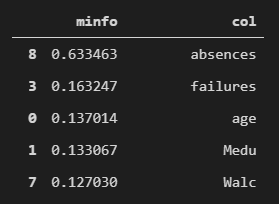 minfo col
8 0.633463 absences
3 0.163247 failures
0 0.137014 age
1 0.133067 Medu
7 0.127030 Walc